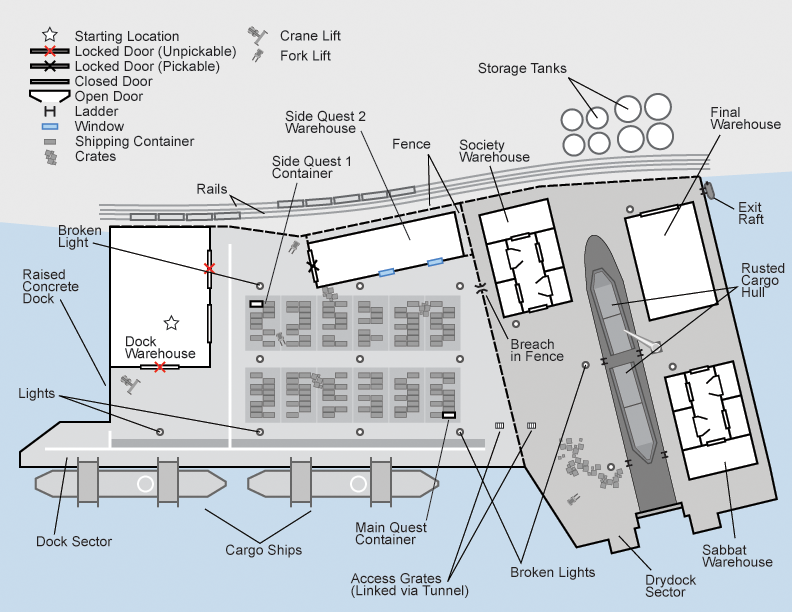 Starting Location
Locked Door (Unpickable)
Locked Door (Pickable)
Closed Door
Open Door
Ladder
Window
Shipping Container
Crates
Crane Lift
Fork Lift
Storage Tanks
Side Quest 2
Warehouse
Final
Warehouse
Fence
Society
Warehouse
Side Quest 1
Container
Rails
Exit
Raft
Broken
Light
Raised
Concrete
Dock
Rusted
Cargo
Hull
Dock
Warehouse
Breach
in Fence
Lights
Main Quest
Container
Dock Sector
Cargo Ships
Access Grates
(Linked via Tunnel)
Broken Lights
Drydock
Sector
Sabbat
Warehouse